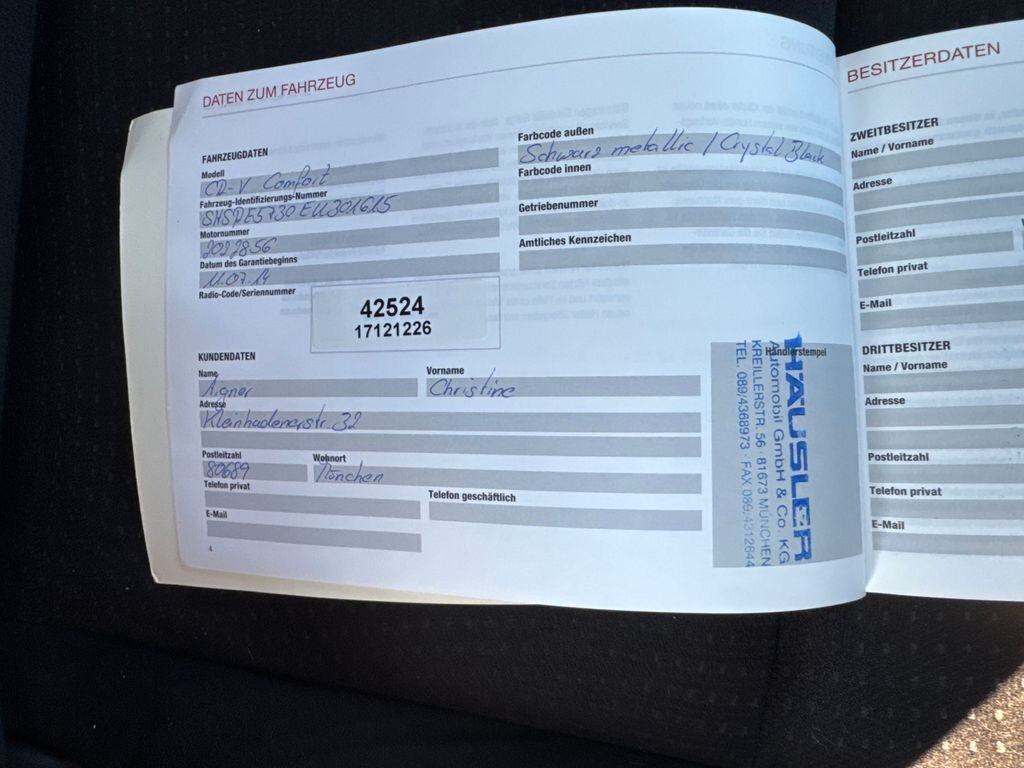 DATEN ZUM FAHRZEUG
FAHRZEUGDATEN
Modell
CR-V Comfort
Fahrzeug-Identifizierungs-Nummer
SHSRE5730EU301615
Motornummer
2022856
Datum des Garantiebeginns
11.07.14
Radio-Code/Seriennummer
42524
17121226
Farbcode außen
Schwarz metallic / Crystal Black
Farbcode innen
Getriebenummer
Amtliches Kennzeichen
KUNDENDATEN
Name
Aigner
Vorname
Christine
Adresse
Kleinhadernerstr. 32
Postleitzahl
80689
Wohnort
München
Telefon privat
Telefon geschäftlich
E-Mail
4
Händlerstempel
HÄUSLER
Automobil GmbH & Co. KG
KREILLERSTR. 56 · 81673 MÜNCHEN
TEL. 089/4368973 · FAX 089/4312644
BESITZERDATEN
ZWEITBESITZER
Name / Vorname
Adresse
Postleitzahl
Telefon privat
E-Mail
DRITTBESITZER
Name / Vorname
Adresse
Postleitzahl
Telefon privat
E-Mail